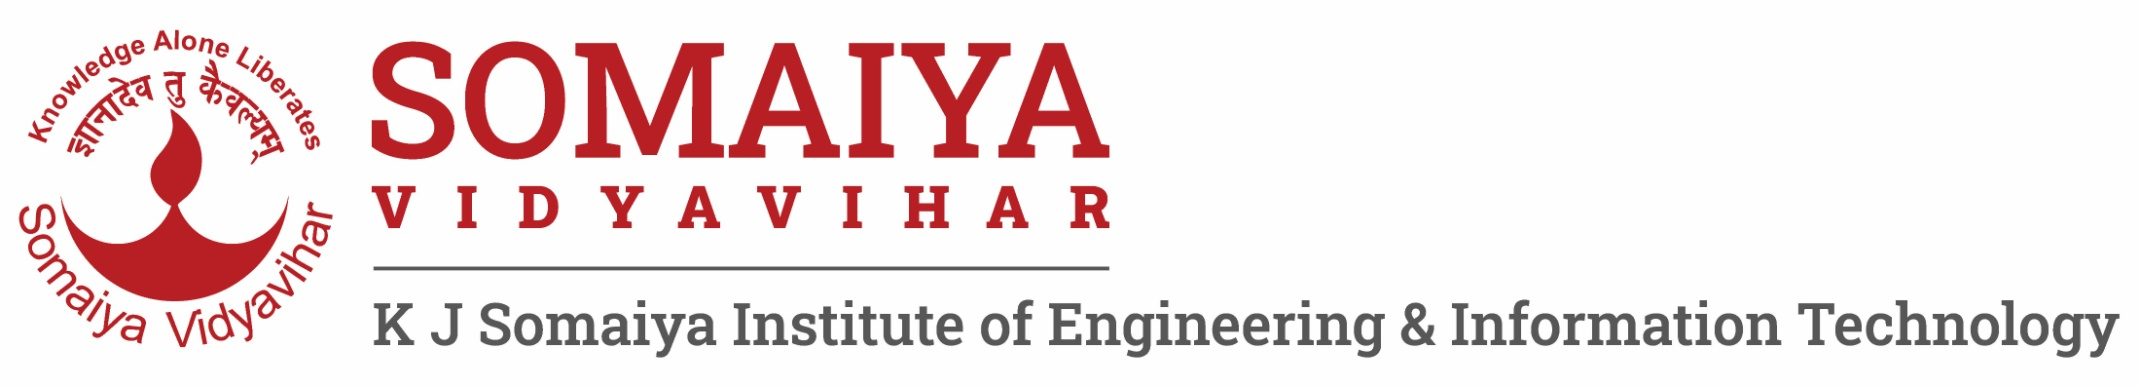 Knowledge Alone Liberates
ज्ञानादेव तु कैवल्यम्
Somaiya Vidyavihar
SOMAIYA
VIDYAVIHAR
K J Somaiya Institute of Engineering & Information Technology